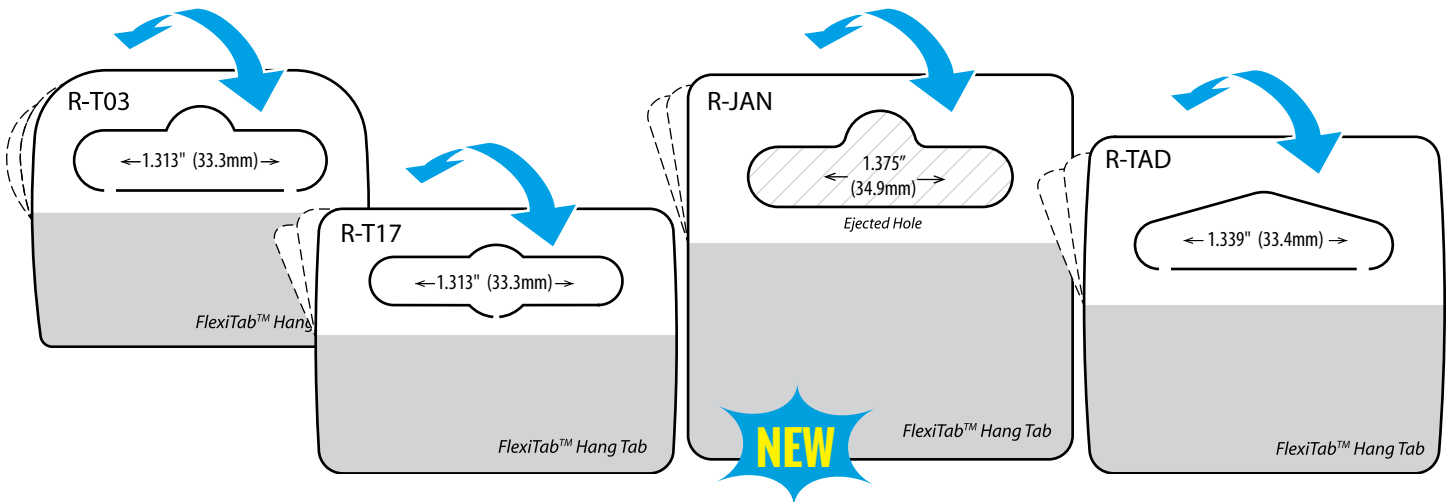 R-T03
1.313" (33.3mm)
FlexiTab™ Hang
R-T17
1.313" (33.3mm)
FlexiTab™ Hang Tab
R-JAN
1.375”
(34.9mm)
Ejected Hole
FlexiTab™ Hang Tab
NEW
R-TAD
1.339" (33.4mm)
FlexiTab™ Hang Tab